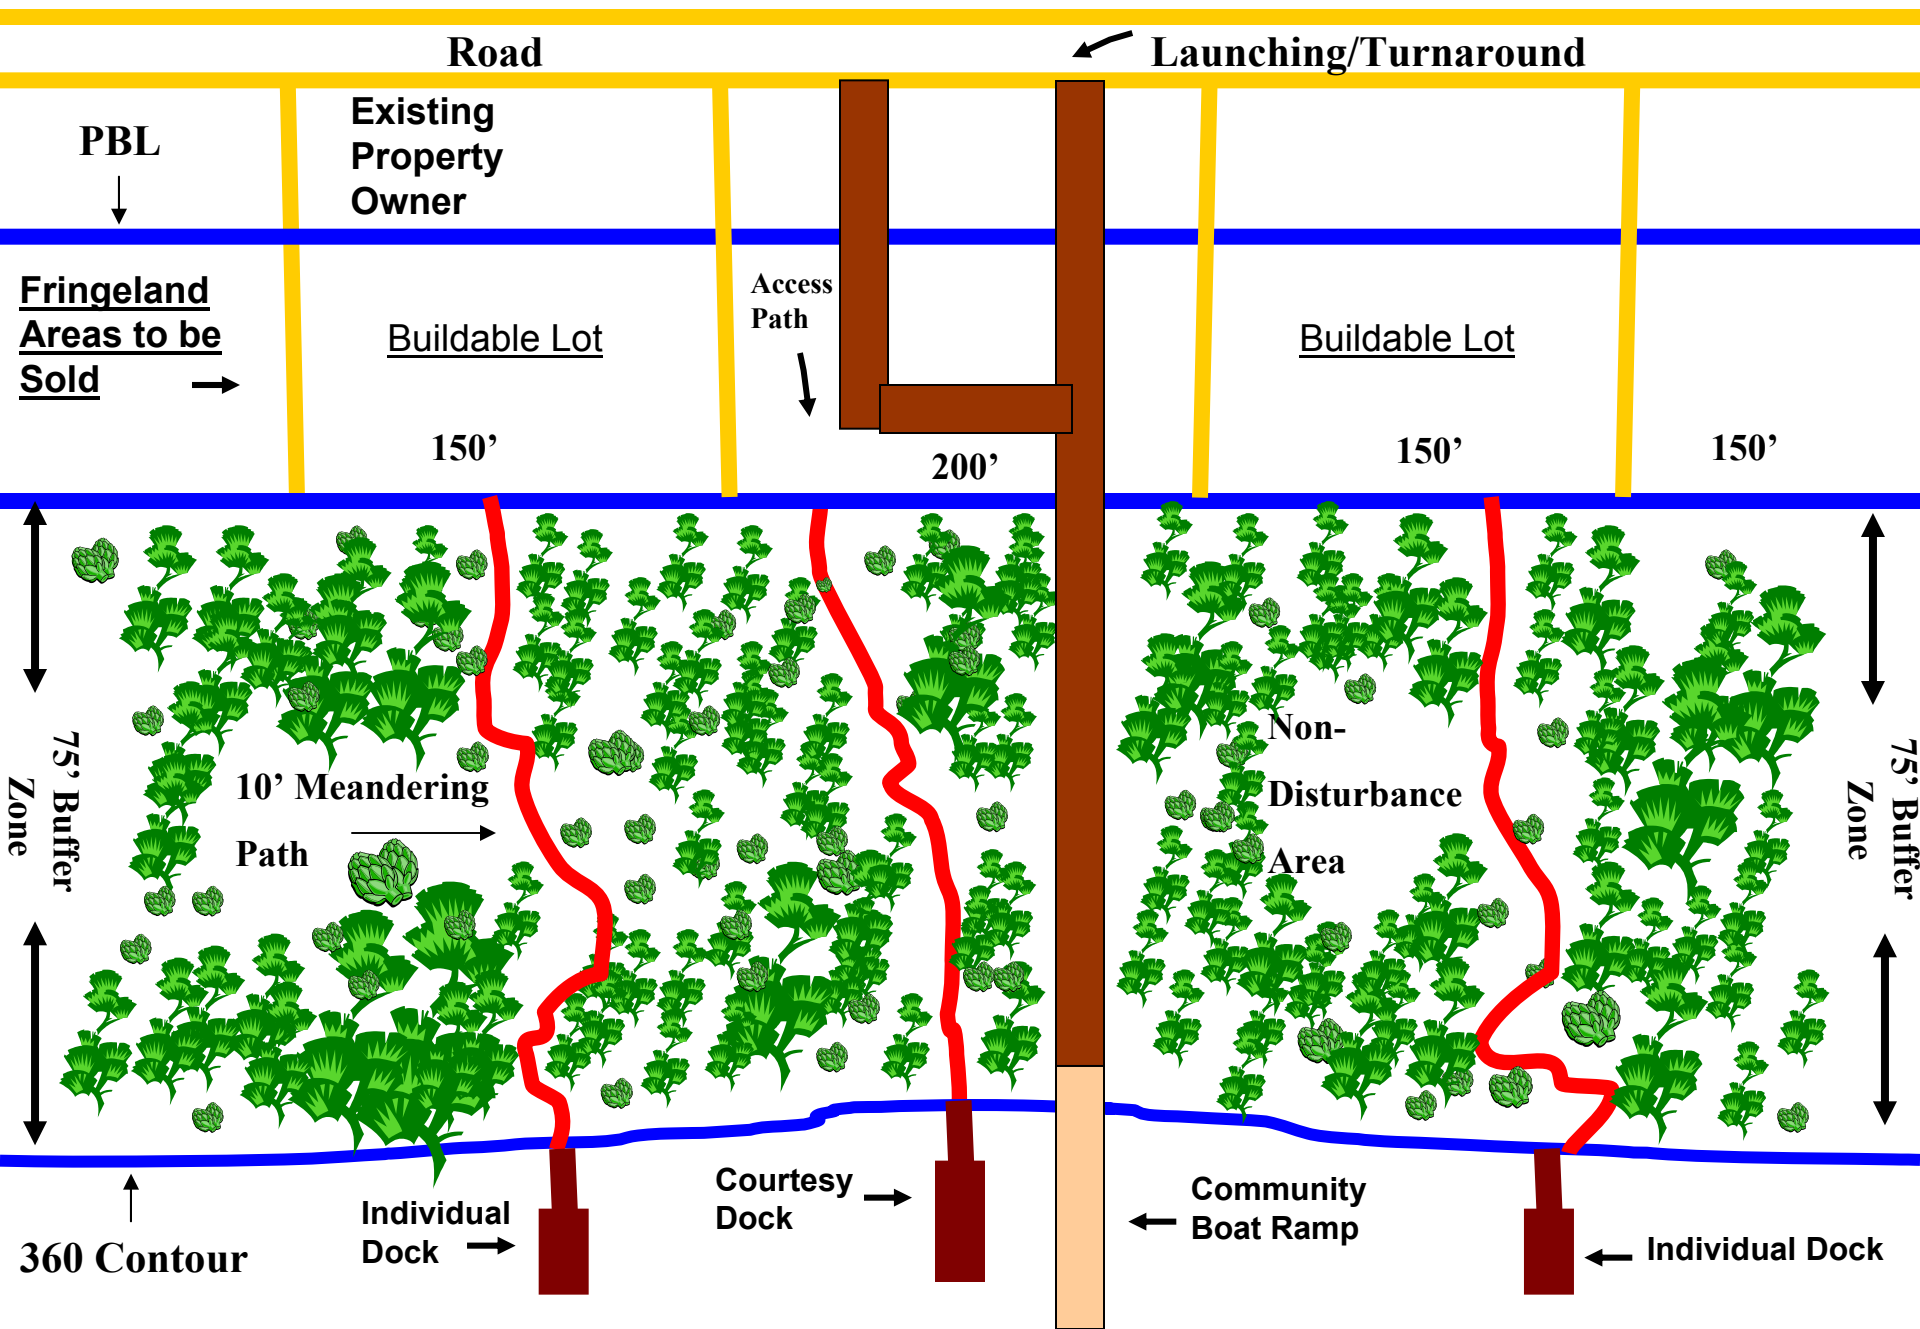 Road
Launching/Turnaround
Existing
Property
Owner
PBL
Fringeland
Areas to be
Sold
Buildable Lot
Access
Path
Buildable Lot
150’
200’
150’
150’
75’ Buffer
Zone
10’ Meandering
Path
Non-
Disturbance
Area
75’ Buffer
Zone
360 Contour
Individual
Dock
Courtesy
Dock
Community
Boat Ramp
Individual Dock